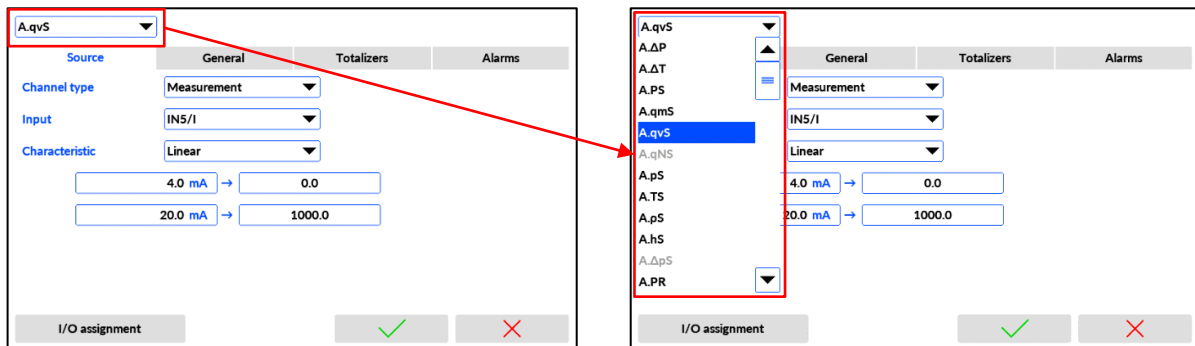 A.qvS
Source General Totalizers Alarms
Channel type Measurement
Input IN5/I
Characteristic Linear
4.0 mA → 0.0
20.0 mA → 1000.0
I/O assignment
A.qvS
A.ΔP
A.ΔT
A.PS
A.qmS
A.qvS
A.qNS
A.pS
A.TS
A.ρS
A.hS
A.ΔpS
A.PR
General Totalizers Alarms
Measurement
IN5/I
Linear
4.0 mA → 0.0
20.0 mA → 1000.0
I/O assignment